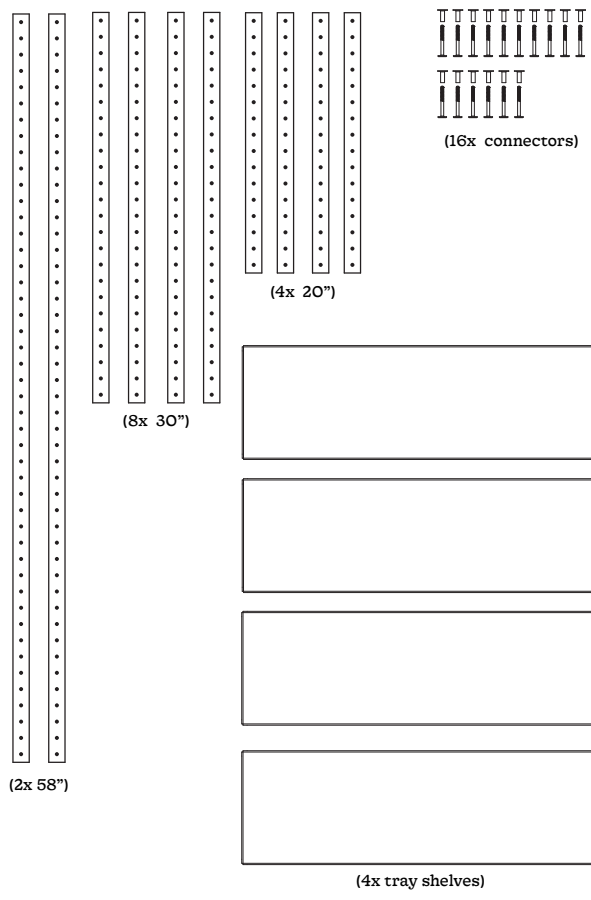 (16x connectors)
(4x 20”)
(8x 30”)
(2x 58”)
(4x tray shelves)